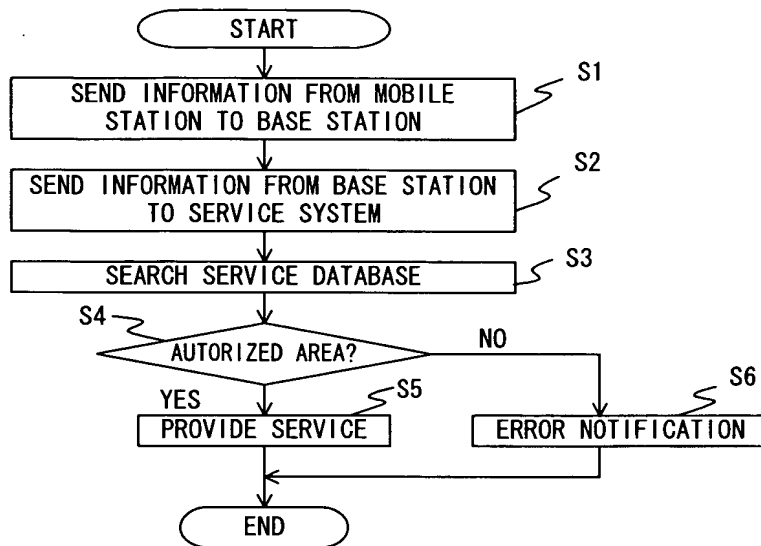 START
SEND INFORMATION FROM MOBILE
STATION TO BASE STATION
S1
SEND INFORMATION FROM BASE STATION
TO SERVICE SYSTEM
S2
SEARCH SERVICE DATABASE
S3
S4
AUTORIZED AREA?
NO
YES
S5
S6
PROVIDE SERVICE
ERROR NOTIFICATION
END